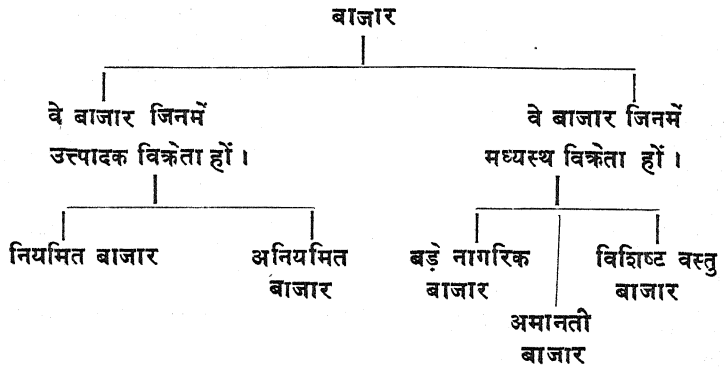 बाजार
वे बाजार जिनमें
उत्त्पादक विक्रेता हों ।
वे बाजार जिनमें
मध्यस्थ विक्रेता हों ।
नियमित बाजार
अनियमित
बाजार
बड़े नागरिक
बाजार
अमानती
बाजार
विशिष्ट वस्तु
बाजार